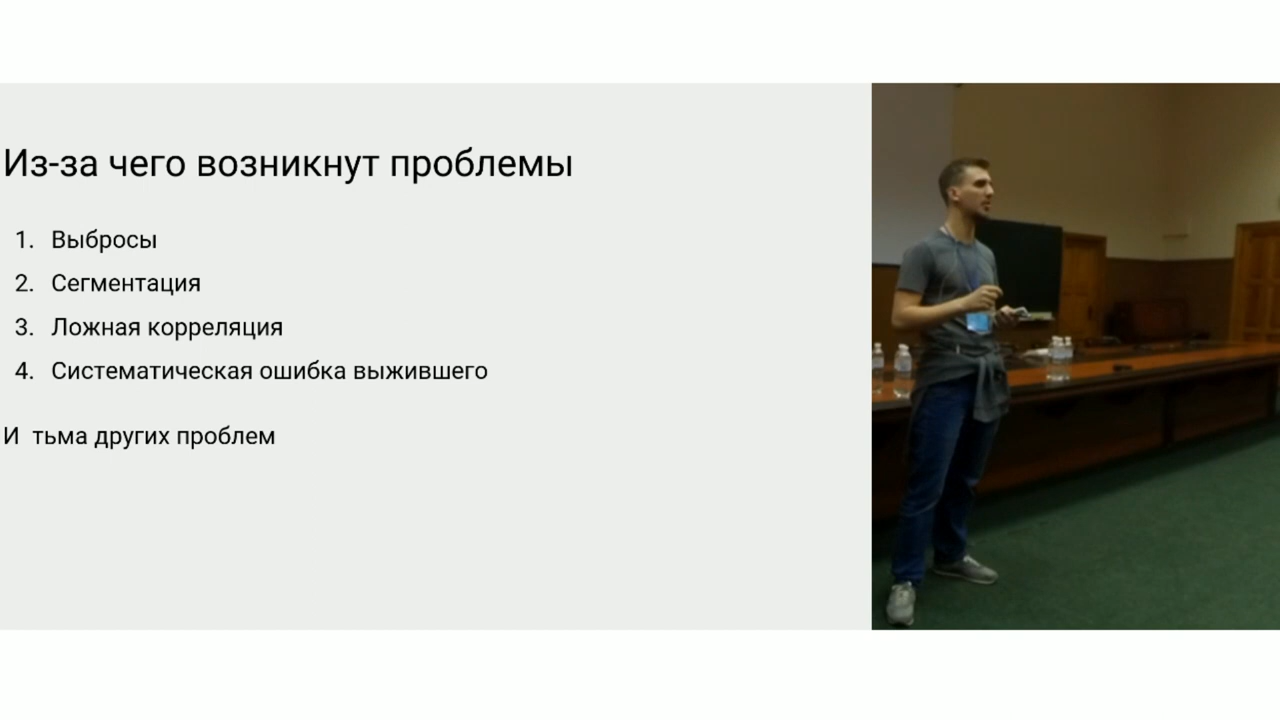 Из-за чего возникнут проблемы
1. Выбросы
2. Сегментация
3. Ложная корреляция
4. Систематическая ошибка выжившего
И тьма других проблем